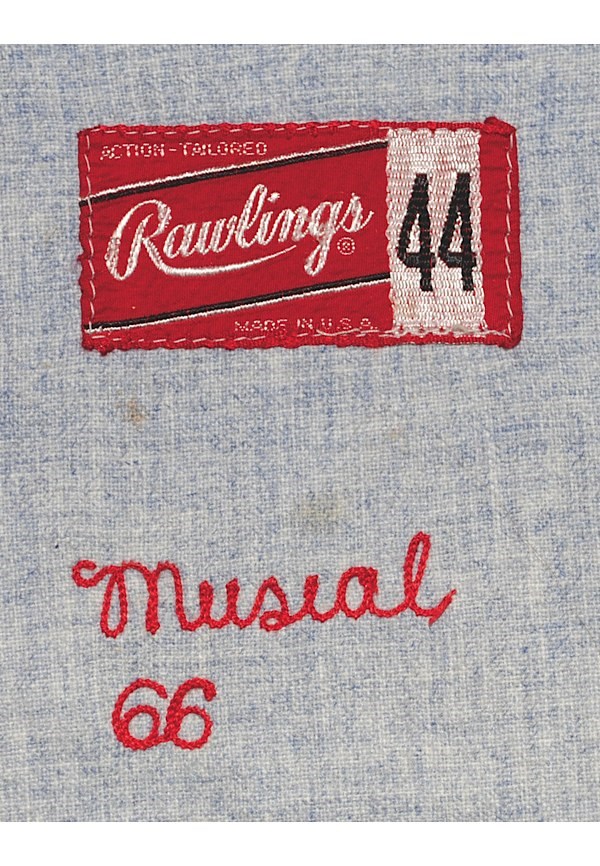 ACTION-TAILORED
Rawlings® 44
MADE IN U.S.A.
Musial
66